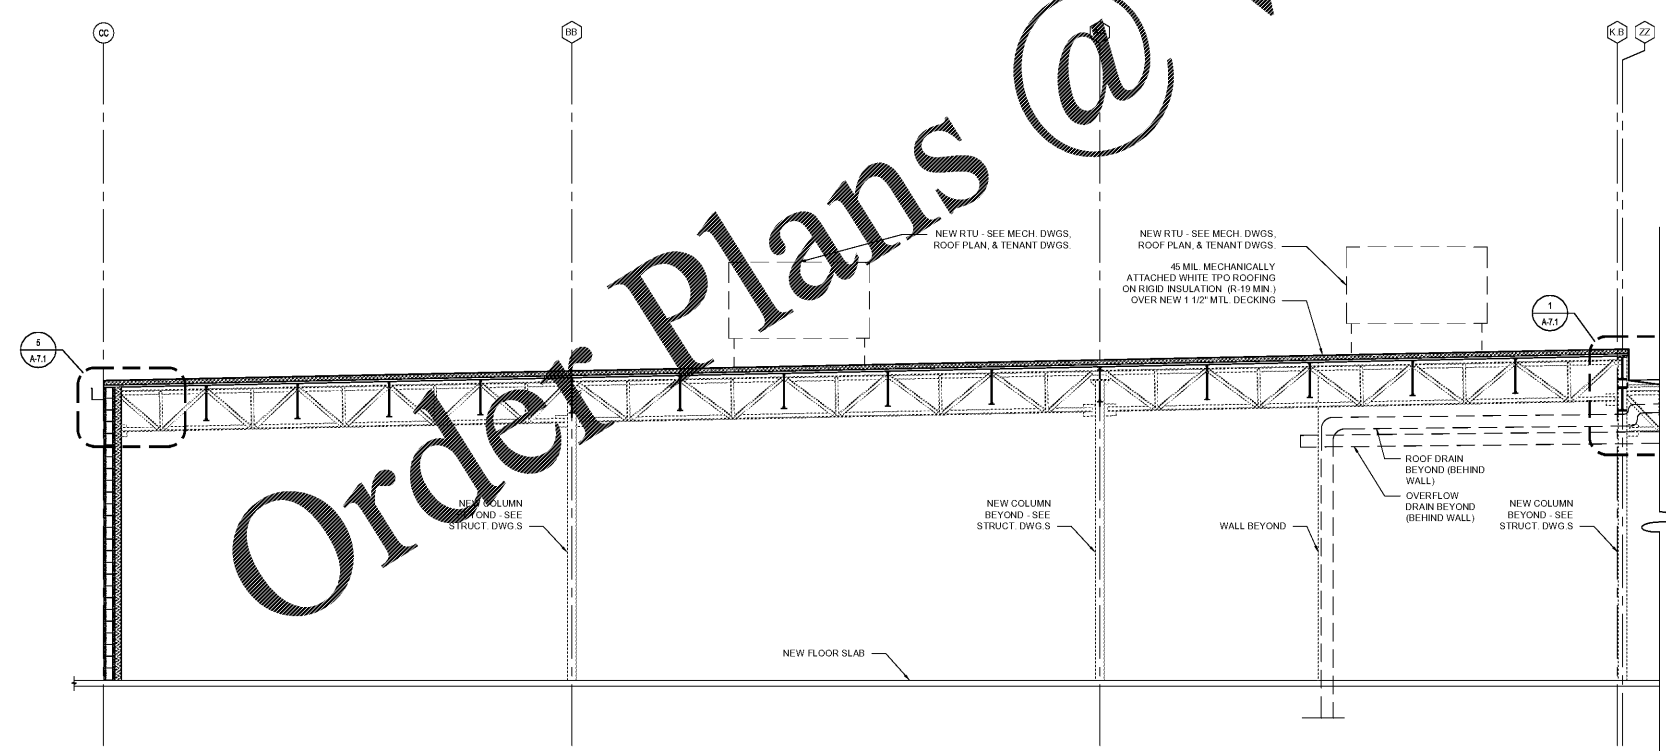 CC
BB
K.B
ZZ
Order Plans @
NEW RTU - SEE MECH. DWGS,
ROOF PLAN, & TENANT DWGS.
NEW RTU - SEE MECH. DWGS,
ROOF PLAN, & TENANT DWGS.
45 MIL. MECHANICALLY
ATTACHED WHITE TPO ROOFING
ON RIGID INSULATION (R-19 MIN.)
OVER NEW 1 1/2" MTL. DECKING
1
A-7.1
5
A-7.1
ROOF DRAIN
BEYOND (BEHIND
WALL)
OVERFLOW
DRAIN BEYOND
(BEHIND WALL)
NEW COLUMN
BEYOND - SEE
STRUCT. DWG.S
NEW COLUMN
BEYOND - SEE
STRUCT. DWG.S
WALL BEYOND
NEW COLUMN
BEYOND - SEE
STRUCT. DWG.S
NEW FLOOR SLAB